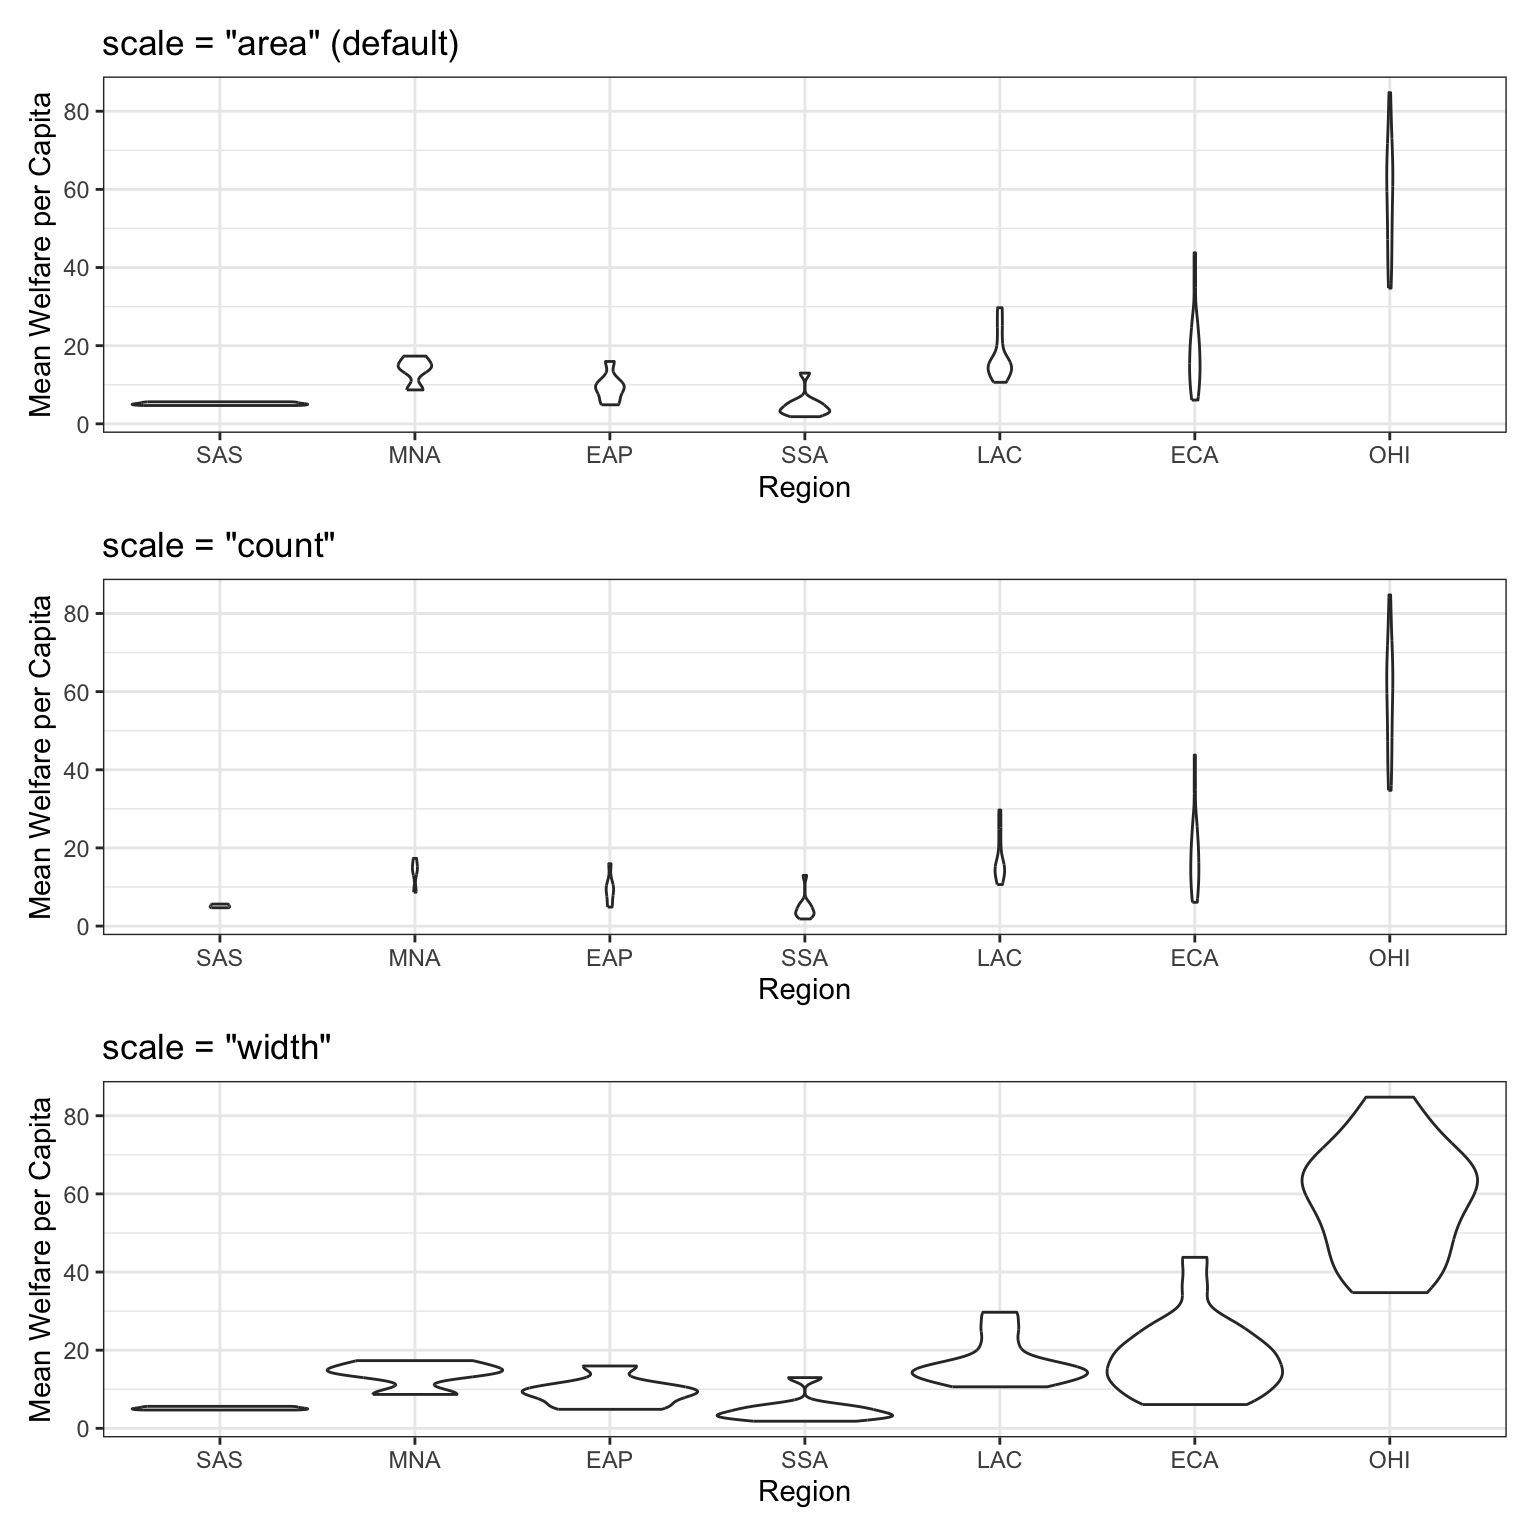 scale = "area" (default)
Mean Welfare per Capita
80
60
40
20
0
SAS MNA EAP SSA LAC ECA OHI
Region
scale = "count"
Mean Welfare per Capita
80
60
40
20
0
SAS MNA EAP SSA LAC ECA OHI
Region
scale = "width"
Mean Welfare per Capita
80
60
40
20
0
SAS MNA EAP SSA LAC ECA OHI
Region